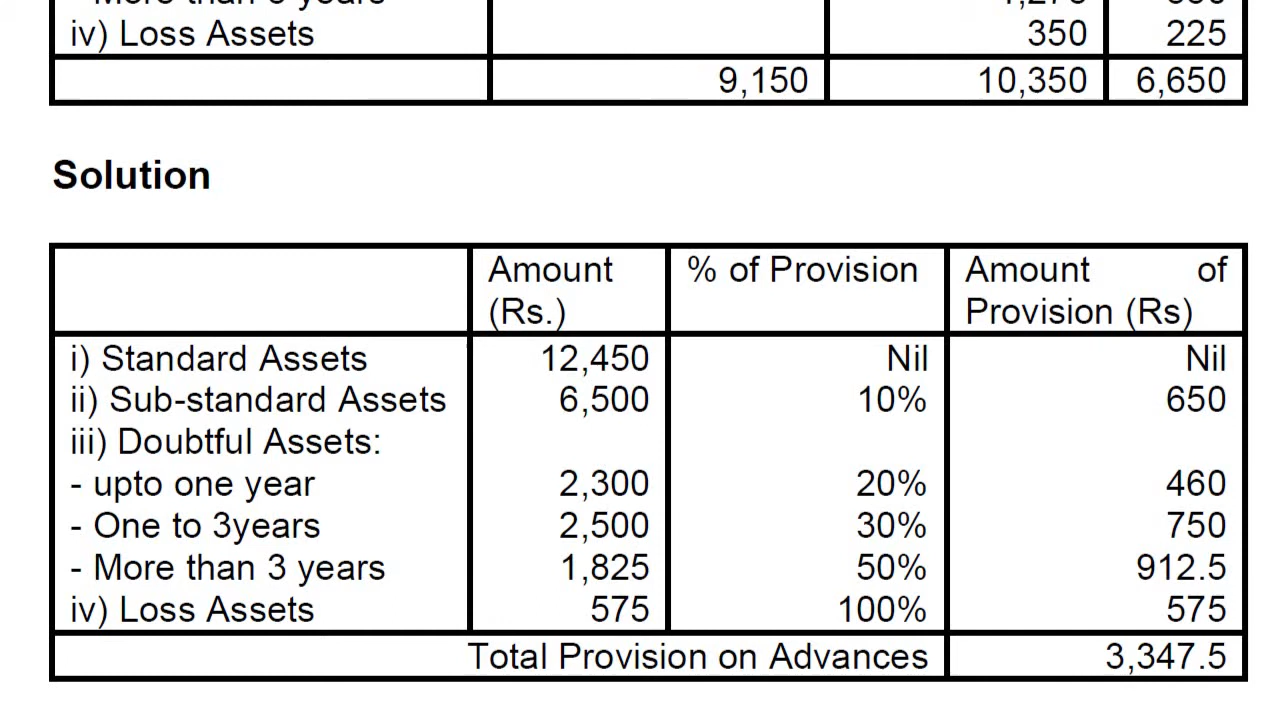 iv) Loss Assets 350 225
9,150 10,350 6,650
Solution
Amount (Rs.) % of Provision Amount of Provision (Rs)
i) Standard Assets 12,450 Nil Nil
ii) Sub-standard Assets 6,500 10% 650
iii) Doubtful Assets:
- upto one year 2,300 20% 460
- One to 3years 2,500 30% 750
- More than 3 years 1,825 50% 912.5
iv) Loss Assets 575 100% 575
Total Provision on Advances 3,347.5